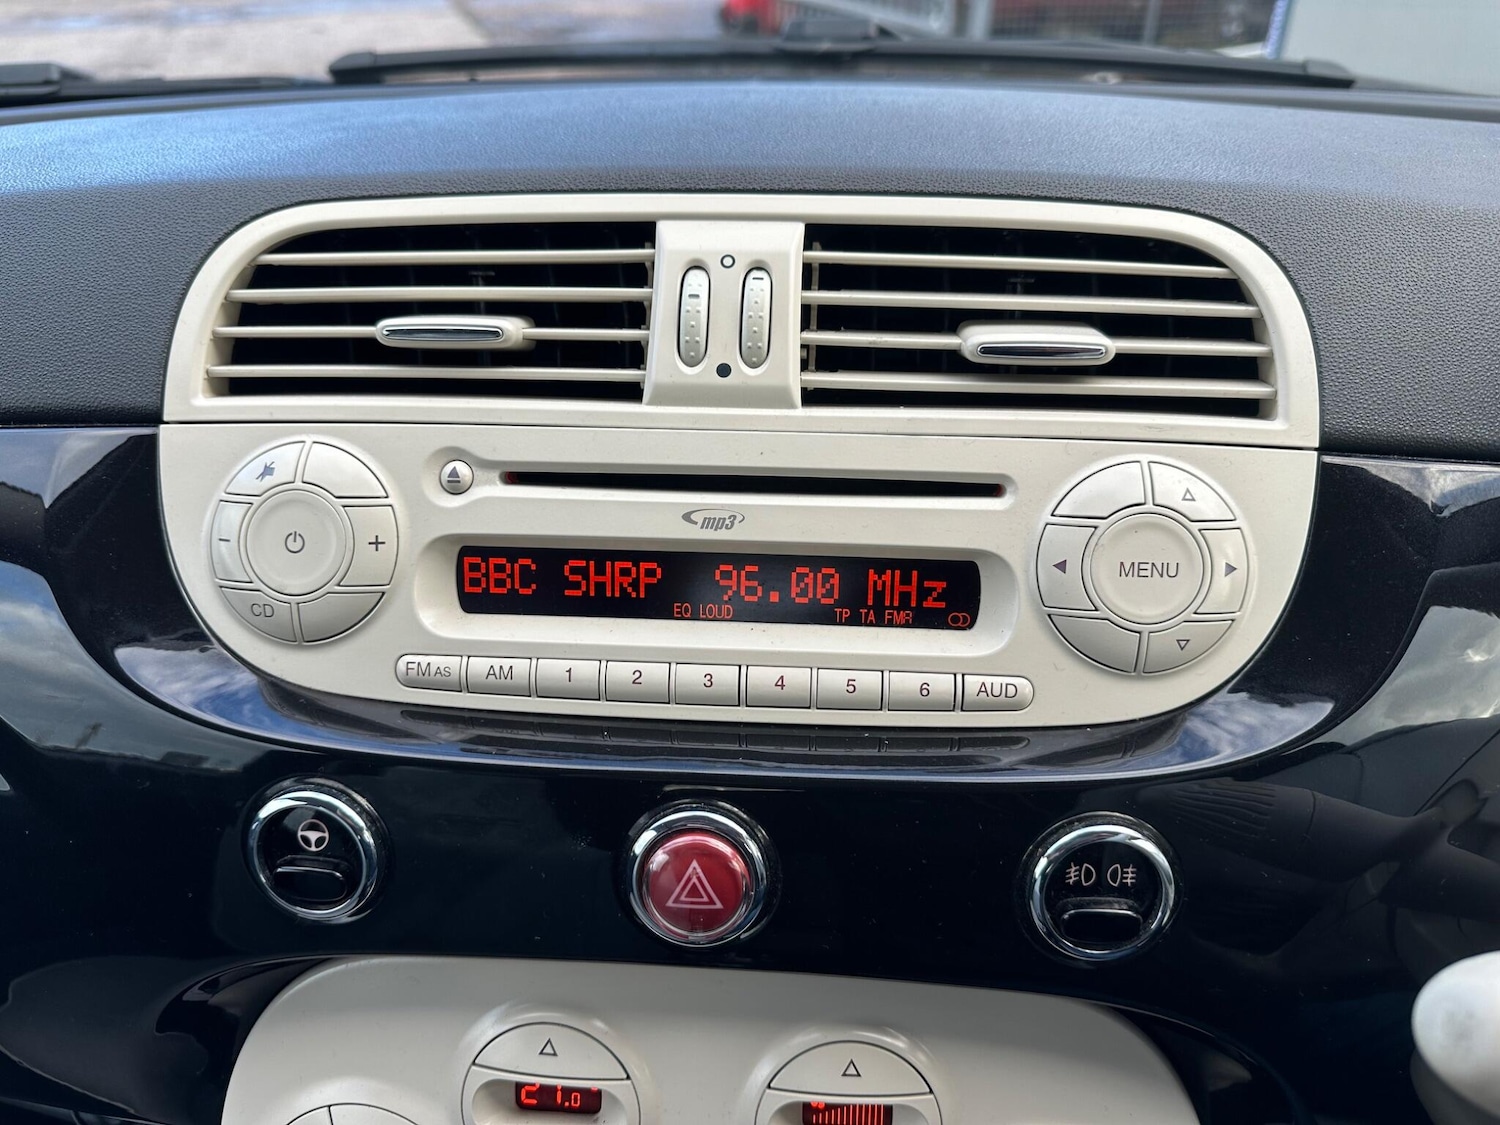 mp3
BBC SHRP 96.00 MHz
EQ LOUD TP TA FMA
CD
MENU
FM AS AM 1 2 3 4 5 6 AUD
21.0